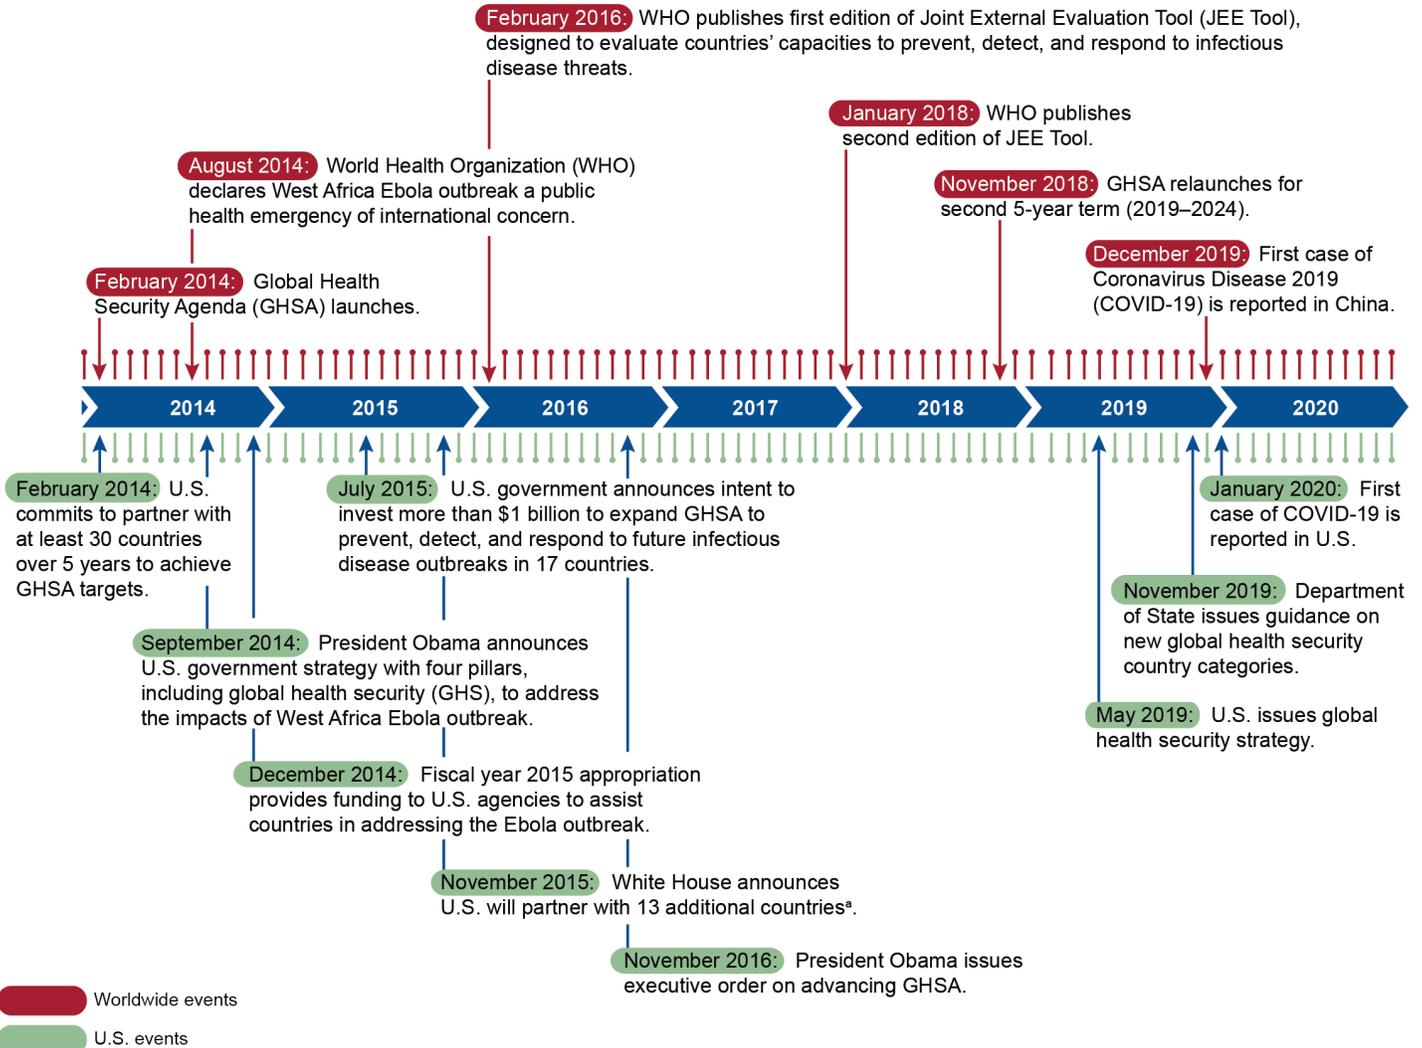 February 2016: WHO publishes first edition of Joint External Evaluation Tool (JEE Tool),
designed to evaluate countries’ capacities to prevent, detect, and respond to infectious
disease threats.
January 2018: WHO publishes
second edition of JEE Tool.
August 2014: World Health Organization (WHO)
declares West Africa Ebola outbreak a public
health emergency of international concern.
November 2018: GHSA relaunches for
second 5-year term (2019–2024).
February 2014: Global Health
Security Agenda (GHSA) launches.
December 2019: First case of
Coronavirus Disease 2019
(COVID-19) is reported in China.
2014 2015 2016 2017 2018 2019 2020
February 2014: U.S.
commits to partner with
at least 30 countries
over 5 years to achieve
GHSA targets.
July 2015: U.S. government announces intent to
invest more than $1 billion to expand GHSA to
prevent, detect, and respond to future infectious
disease outbreaks in 17 countries.
January 2020: First
case of COVID-19 is
reported in U.S.
November 2019: Department
of State issues guidance on
new global health security
country categories.
September 2014: President Obama announces
U.S. government strategy with four pillars,
including global health security (GHS), to address
the impacts of West Africa Ebola outbreak.
May 2019: U.S. issues global
health security strategy.
December 2014: Fiscal year 2015 appropriation
provides funding to U.S. agencies to assist
countries in addressing the Ebola outbreak.
November 2015: White House announces
U.S. will partner with 13 additional countriesª.
November 2016: President Obama issues
executive order on advancing GHSA.
Worldwide events
U.S. events